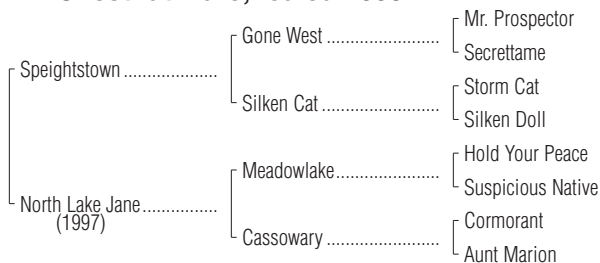 Mr. Prospector
Gone West
Secrettame
Speightstown
Storm Cat
Silken Cat
Silken Doll
Hold Your Peace
Meadowlake
Suspicious Native
North Lake Jane
(1997)
Cormorant
Cassowary
Aunt Marion